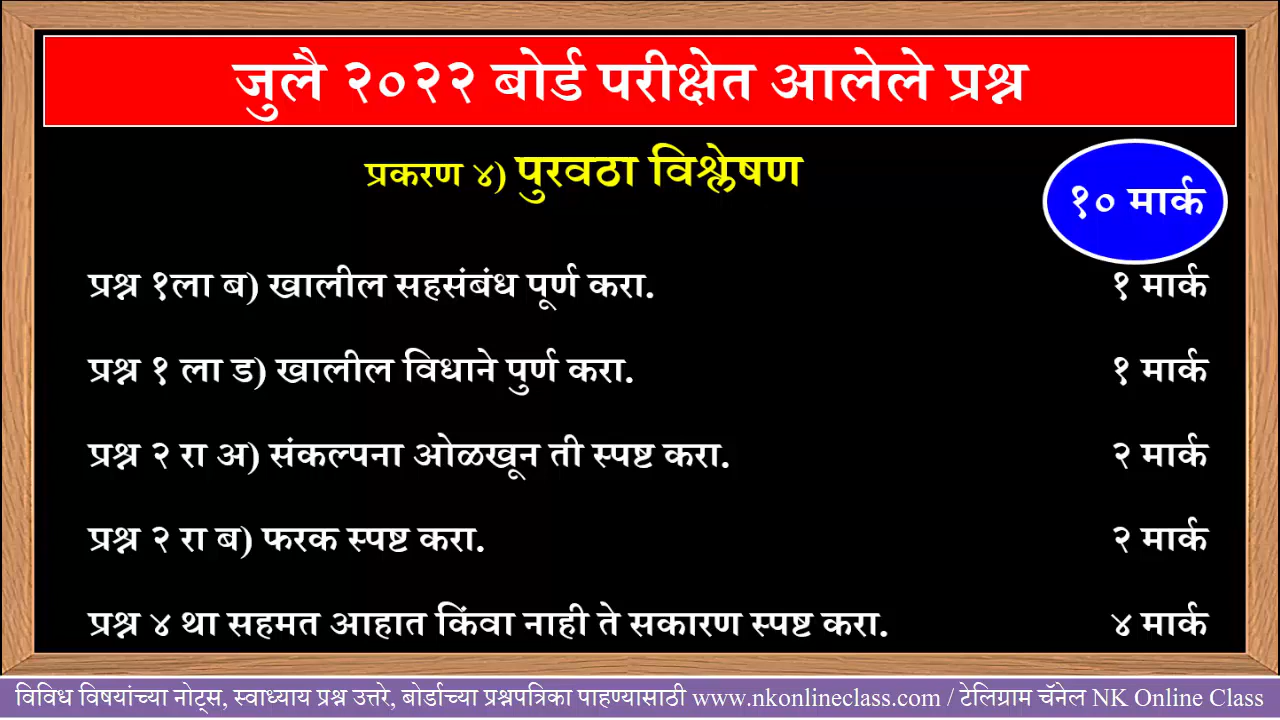 जुलै २०२२ बोर्ड परीक्षेत आलेले प्रश्न
प्रकरण ४) पुरवठा विश्लेषण
१० मार्क
प्रश्न १ला ब) खालील सहसंबंध पूर्ण करा. १ मार्क
प्रश्न १ ला ड) खालील विधाने पुर्ण करा. १ मार्क
प्रश्न २ रा अ) संकल्पना ओळखून ती स्पष्ट करा. २ मार्क
प्रश्न २ रा ब) फरक स्पष्ट करा. २ मार्क
प्रश्न ४ था सहमत आहात किंवा नाही ते सकारण स्पष्ट करा. ४ मार्क
विविध विषयांच्या नोट्स, स्वाध्याय प्रश्न उत्तरे, बोर्डाच्या प्रश्नपत्रिका पाहण्यासाठी www.nkonlineclass.com / टेलिग्राम चॅनेल NK Online Class